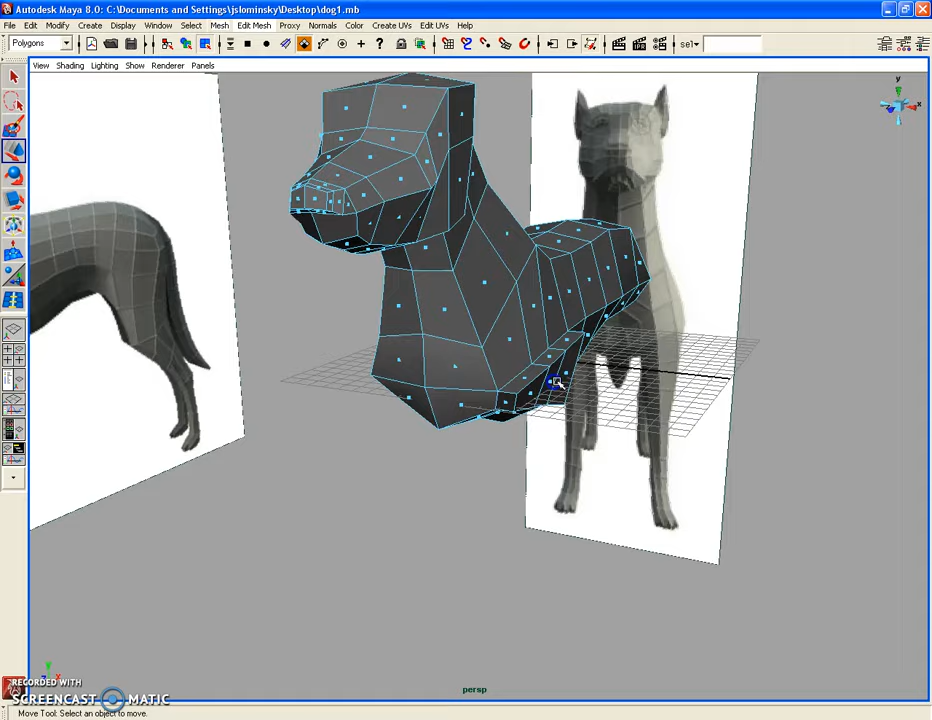 Autodesk Maya 8.0: C:\Documents and Settings\jslominsky\Desktop\dog1.mb
File Edit Modify Create Display Window Select Mesh Edit Mesh Proxy Normals Color Create UVs Edit UVs Help
Polygons
sel
View Shading Lighting Show Renderer Panels
y
x
z
y
x
persp
RECORDED WITH
SCREENCAST MATIC
Move Tool: Select an object to move.